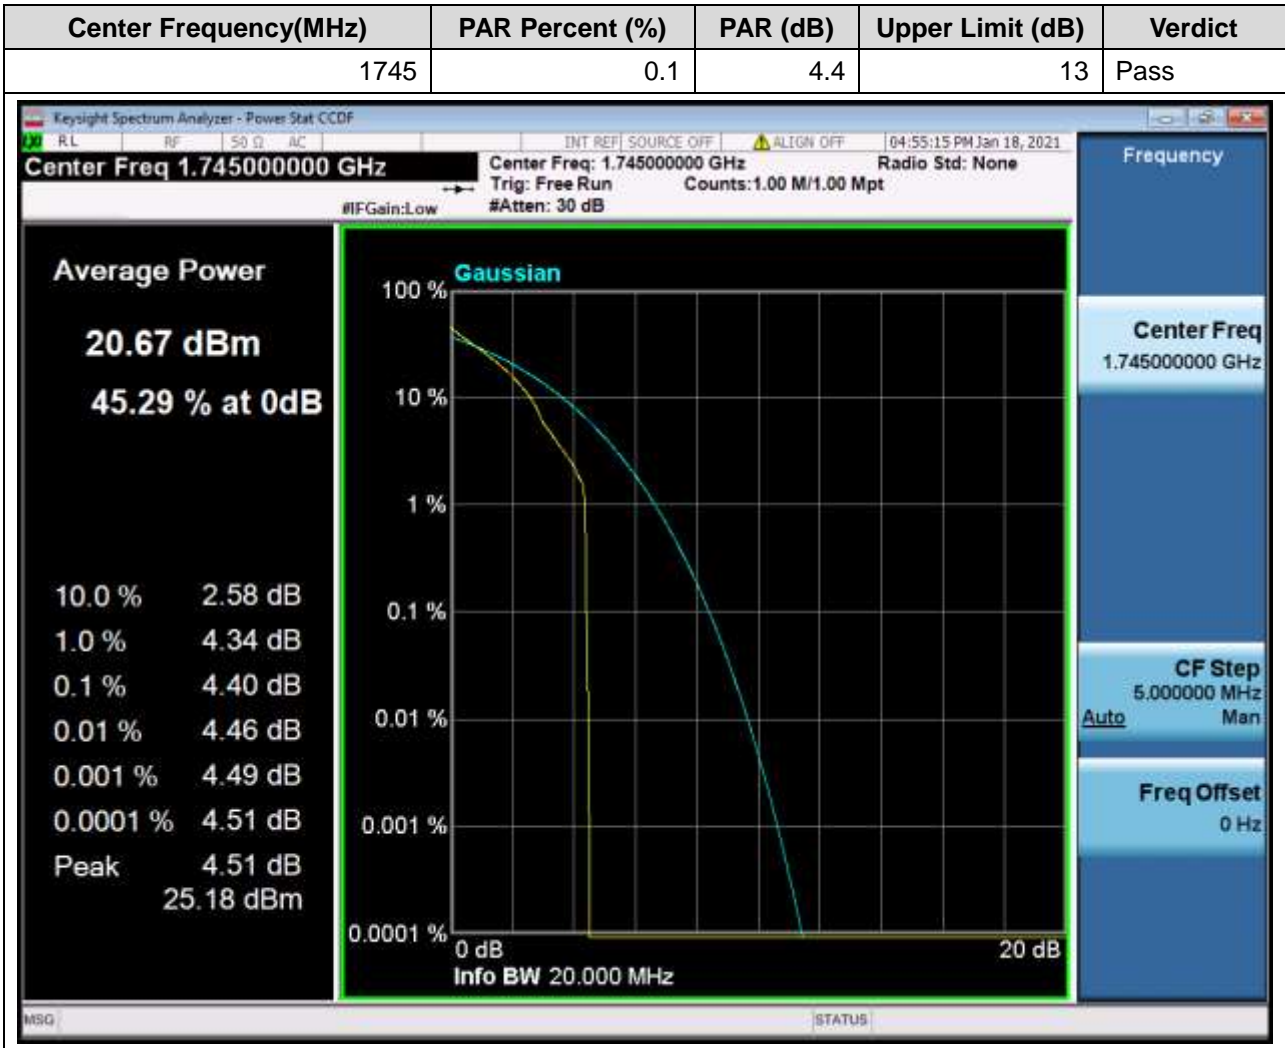 Center Frequency(MHz) PAR Percent (%) PAR (dB) Upper Limit (dB) Verdict
1745 0.1 4.4 13 Pass
Keysight Spectrum Analyzer - Power Stat CCDF
RL RF 50 Ω AC INT REF SOURCE OFF ALIGN OFF 04:55:15 PM Jan 18, 2021
Center Freq 1.745000000 GHz
Center Freq: 1.745000000 GHz Radio Std: None
Trig: Free Run Counts:1.00 M/1.00 Mpt
#IFGain:Low #Atten: 30 dB
Frequency
Average Power
20.67 dBm
45.29 % at 0dB
10.0 % 2.58 dB
1.0 % 4.34 dB
0.1 % 4.40 dB
0.01 % 4.46 dB
0.001 % 4.49 dB
0.0001 % 4.51 dB
Peak 4.51 dB
25.18 dBm
Gaussian
100 %
10 %
1 %
0.1 %
0.01 %
0.001 %
0.0001 %
0 dB 20 dB
Info BW 20.000 MHz
Center Freq
1.745000000 GHz
CF Step
5.000000 MHz
Auto Man
Freq Offset
0 Hz
MSG STATUS